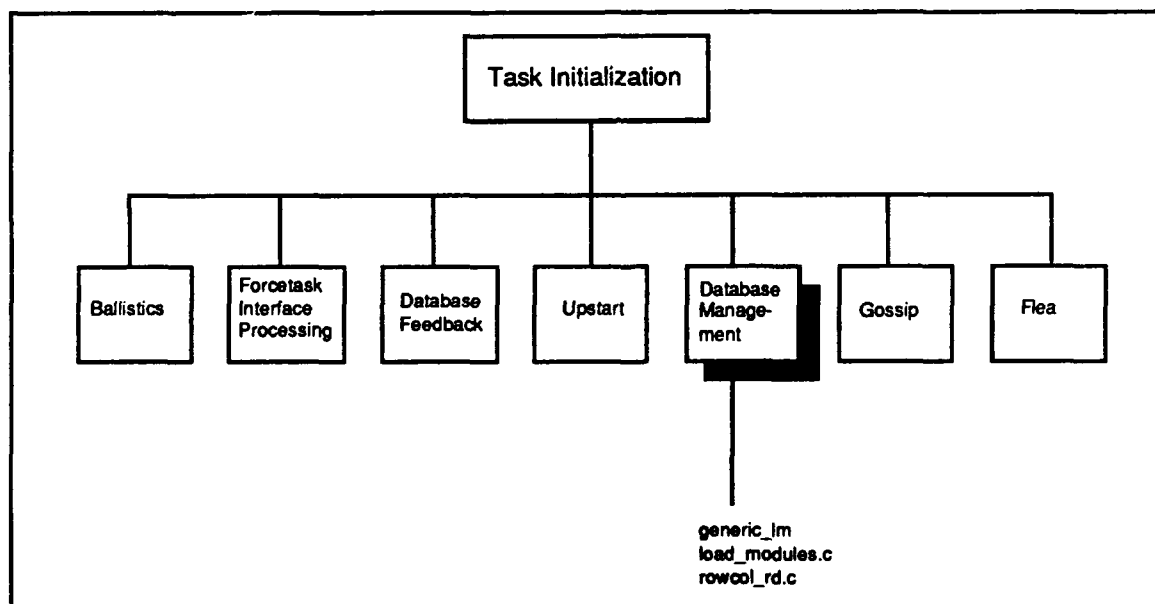 Task Initialization
Ballistics
Forcetask
Interface
Processing
Database
Feedback
Upstart
Database
Manage-
ment
Gossip
Flea
generic_lm
load_modules.c
rowcol_rd.c